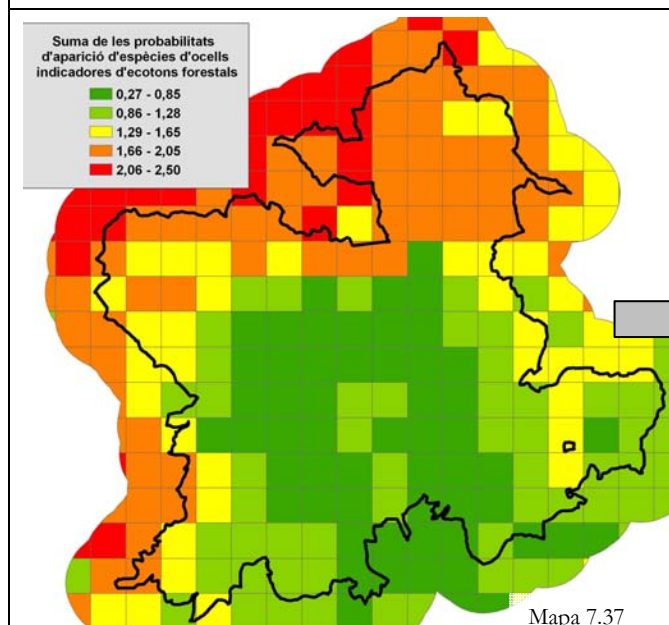 Suma de les probabilitats
d'aparició d'espècies d'ocells
indicadores d'ecotons forestals
0,27 - 0,85
0,86 - 1,28
1,29 - 1,65
1,66 - 2,05
2,06 - 2,50
Mapa 7.37